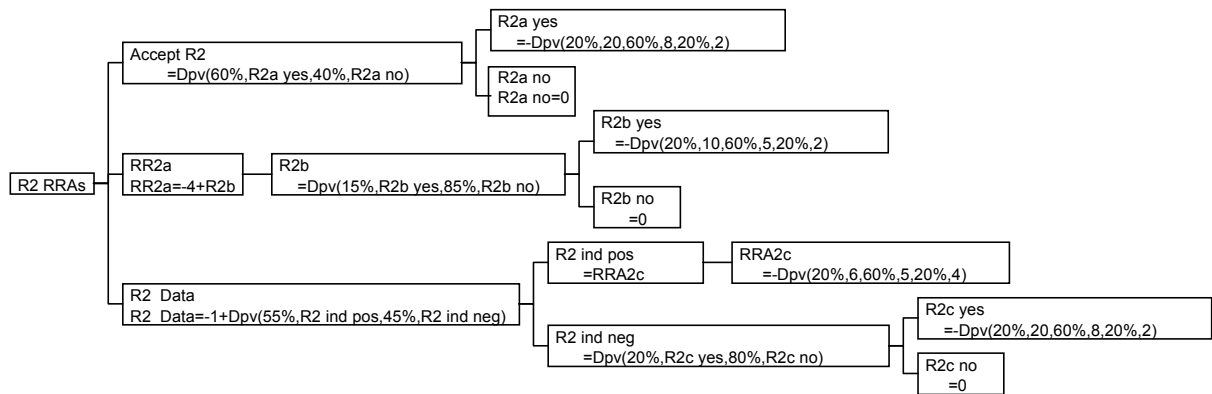 R2 RRAs
Accept R2
=Dpv(60%,R2a yes,40%,R2a no)
R2a yes
=-Dpv(20%,20,60%,8,20%,2)
R2a no
R2a no=0
RR2a
RR2a=-4+R2b
R2b
=Dpv(15%,R2b yes,85%,R2b no)
R2b yes
=-Dpv(20%,10,60%,5,20%,2)
R2b no
=0
R2 Data
R2 Data=-1+Dpv(55%,R2 ind pos,45%,R2 ind neg)
R2 ind pos
=RRA2c
RRA2c
=-Dpv(20%,6,60%,5,20%,4)
R2 ind neg
=Dpv(20%,R2c yes,80%,R2c no)
R2c yes
=-Dpv(20%,20,60%,8,20%,2)
R2c no
=0